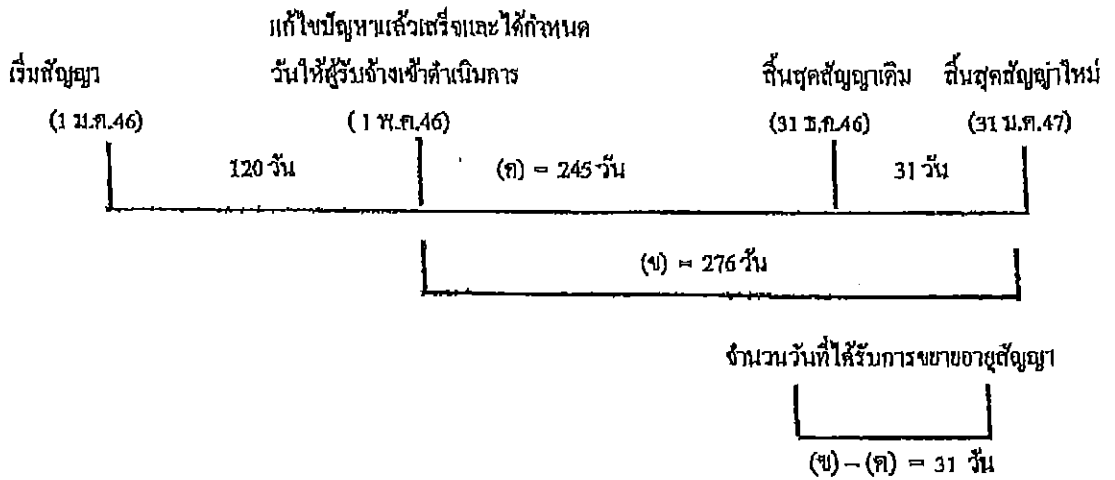 แก้ไขปัญหาแล้วเสร็จและได้กำหนด
เริ่มสัญญา วันให้ผู้รับจ้างเข้าดำเนินการ สิ้นสุดสัญญาเดิม สิ้นสุดสัญญาใหม่
(1 ม.ค.46) (1 พ.ค.46) (31 ธ.ค.46) (31 ม.ค.47)
120 วัน (ค) = 245 วัน 31 วัน
(ข) = 276 วัน
จำนวนวันที่ได้รับการขยายอายุสัญญา
(ข) – (ค) = 31 วัน